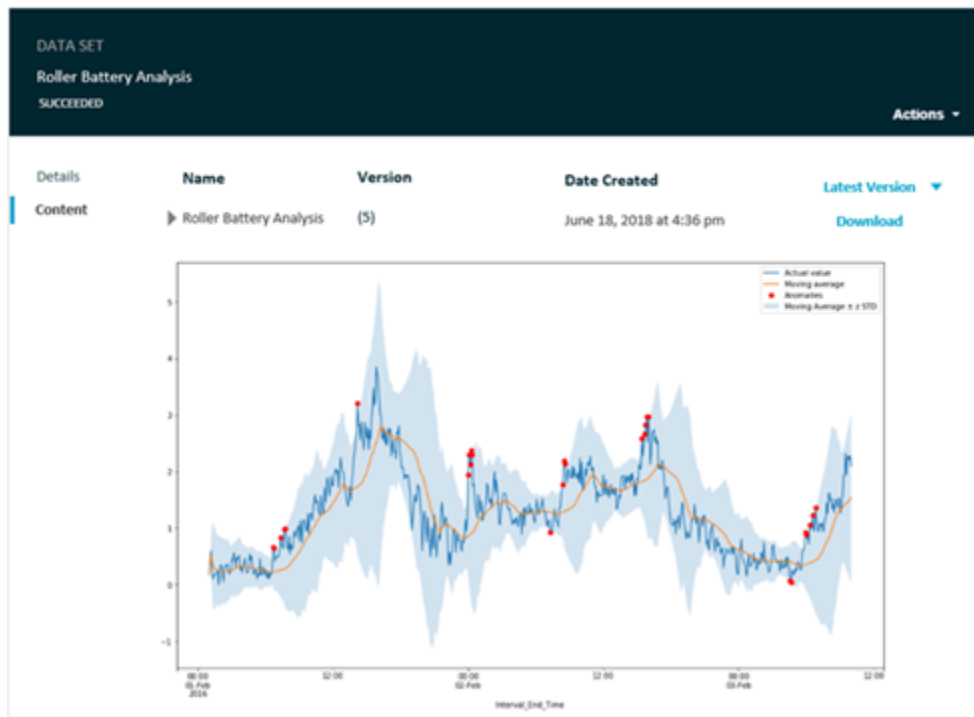 DATA SET
Roller Battery Analysis
SUCCEEDED
Actions
Details
Name
Version
Date Created
Latest Version
Content
Roller Battery Analysis
(5)
June 18, 2018 at 4:36 pm
Download
Actual value
Moving average
Anomalies
Moving Average ± 2 STD
5
4
3
2
1
0
−1
00:00
01-Feb
2016
12:00
00:00
02-Feb
12:00
00:00
03-Feb
12:00
Interval_End_Time